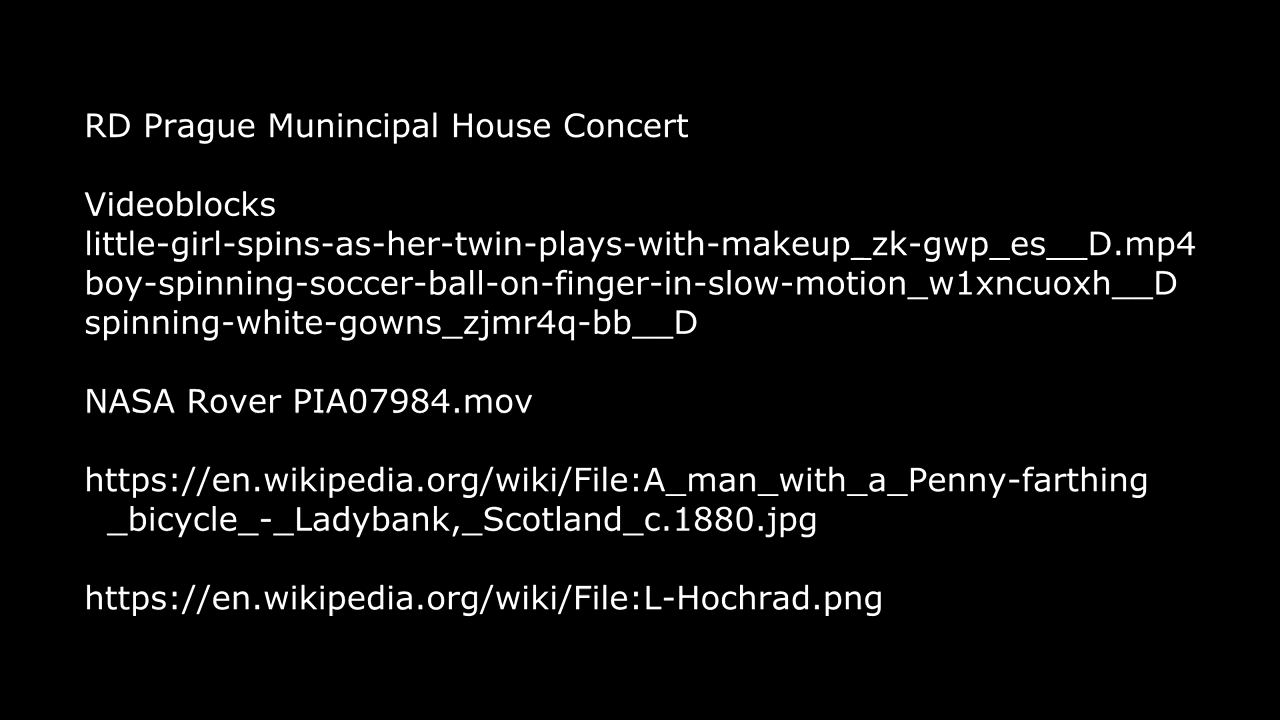 RD Prague Munincipal House Concert
Videoblocks
little-girl-spins-as-her-twin-plays-with-makeup_zk-gwp_es__D.mp4
boy-spinning-soccer-ball-on-finger-in-slow-motion_w1xncuoxh__D
spinning-white-gowns_zjmr4q-bb__D
NASA Rover PIA07984.mov
https://en.wikipedia.org/wiki/File:A_man_with_a_Penny-farthing
_bicycle_-_Ladybank,_Scotland_c.1880.jpg
https://en.wikipedia.org/wiki/File:L-Hochrad.png